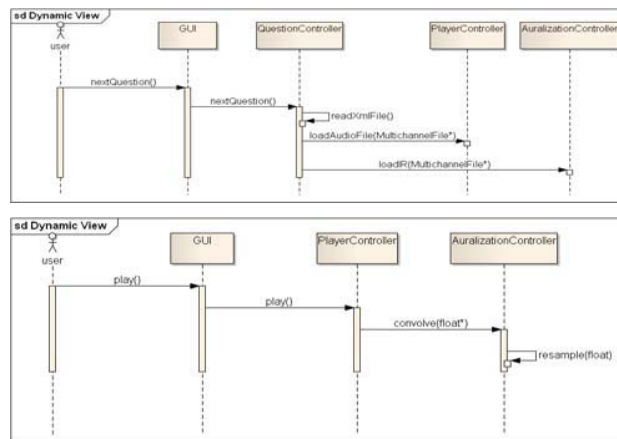 sd Dynamic View
user
GUI
QuestionController
PlayerController
AuralizationController
nextQuestion()
nextQuestion()
readXmlFile()
loadAudioFile(MultichannelFile*)
loadIR(MultichannelFile*)
sd Dynamic View
user
GUI
PlayerController
AuralizationController
play()
play()
convolve(float*)
resample(float)